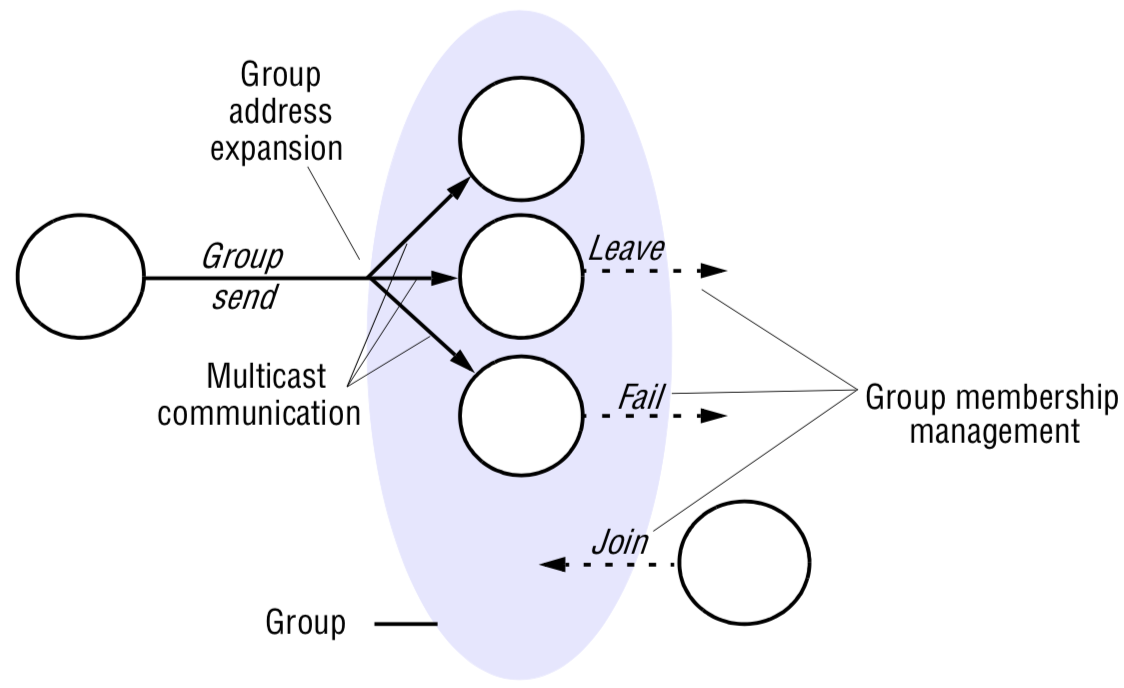 Group
address
expansion
Group
send
Leave
Multicast
communication
Fail
Group membership
management
Join
Group